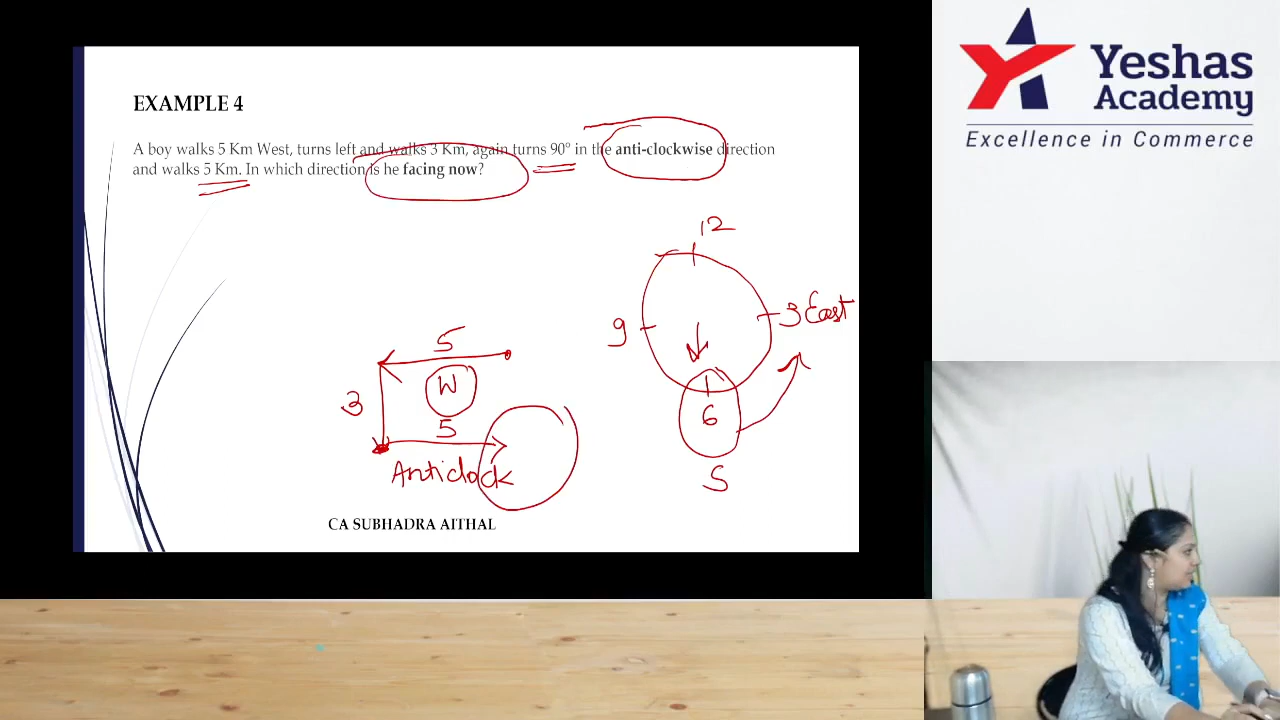 EXAMPLE 4
A boy walks 5 Km West, turns left and walks 3 Km, again turns 90° in the anti-clockwise direction
and walks 5 Km. In which direction is he facing now?
12
9
3 East
6
S
5
W
3
5
Anticlock
CA SUBHADRA AITHAL
Yeshas
Academy
Excellence in Commerce